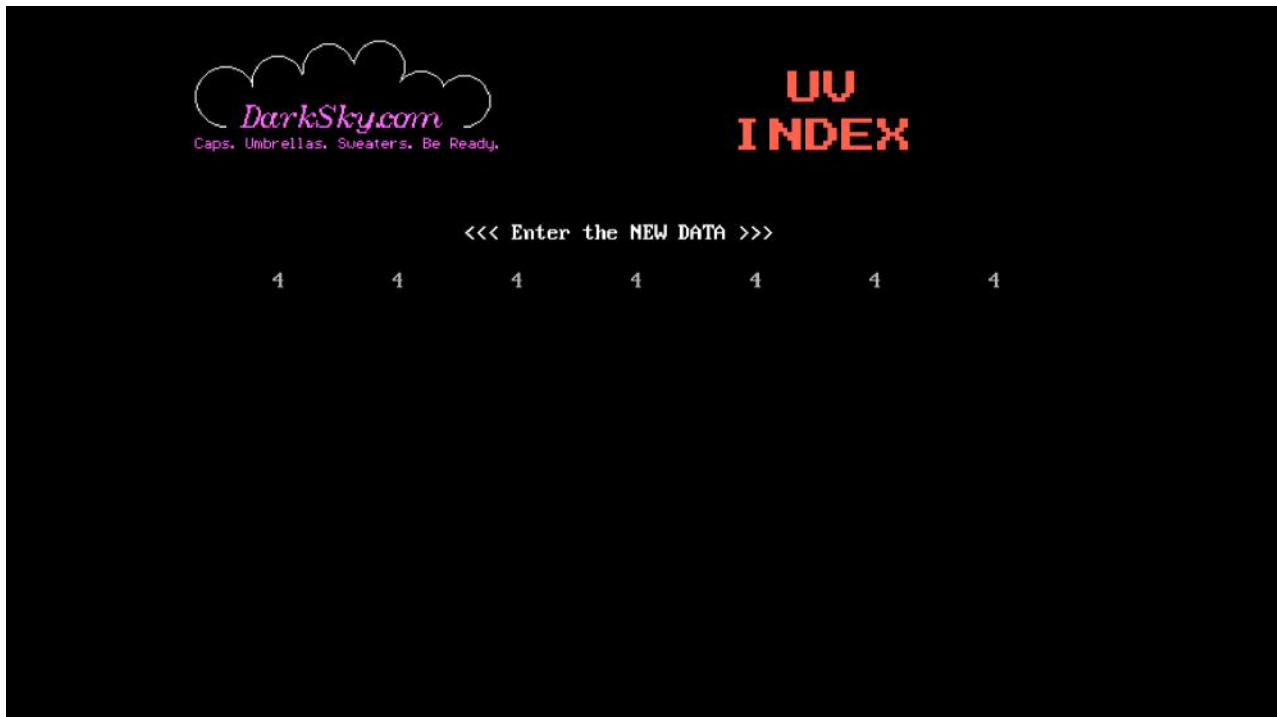 DarkSky.com
Caps. Umbrellas. Sweaters. Be Ready.
UV
INDEX
<<< Enter the NEW DATA >>>
4 4 4 4 4 4 4